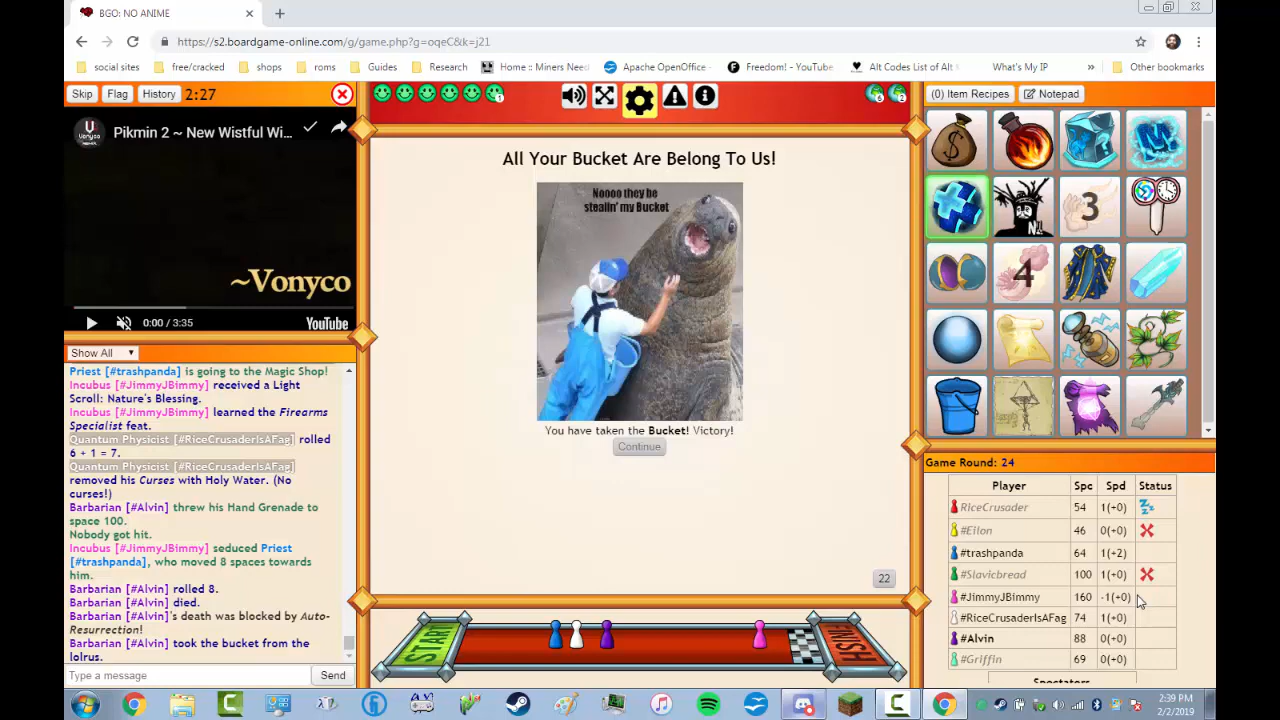 BGO: NO ANIME
https://s2.boardgame-online.com/g/game.php?g=oqeC&k=j21
social sites
free/cracked
shops
roms
Guides
Research
Home :: Miners Need
Apache OpenOffice
Freedom! - YouTube
Alt Codes List of Alt
What's My IP
»
Other bookmarks
Skip
Flag
History
2:27
Pikmin 2 ~ New Wistful Wi...
~Vonyco
0:00 / 3:35
YouTube
Show All
Priest [#trashpanda] is going to the Magic Shop!
Incubus [#JimmyJBimmy] received a Light
Scroll: Nature's Blessing.
Incubus [#JimmyJBimmy] learned the Firearms
Specialist feat.
Quantum Physicist [#RiceCrusaderIsAFag] rolled
6 + 1 = 7.
Quantum Physicist [#RiceCrusaderIsAFag]
removed his Curses with Holy Water. (No
curses!)
Barbarian [#Alvin] threw his Hand Grenade to
space 100.
Nobody got hit.
Incubus [#JimmyJBimmy] seduced Priest
[#trashpanda], who moved 8 spaces towards
him.
Barbarian [#Alvin] rolled 8.
Barbarian [#Alvin] died.
Barbarian [#Alvin]'s death was blocked by Auto-
Resurrection!
Barbarian [#Alvin] took the bucket from the
lolrus.
Type a message
Send
All Your Bucket Are Belong To Us!
Noooo they be
stealin' my Bucket
You have taken the Bucket! Victory!
Continue
22
START
FINISH
(0) Item Recipes
Notepad
3
4
Game Round: 24
Player Spc Spd Status
RiceCrusader 54 1(+0)
#Eilon 46 0(+0)
#trashpanda 64 1(+2)
#Slavicbread 100 1(+0)
#JimmyJBimmy 160 -1(+0)
#RiceCrusaderIsAFag 74 1(+0)
#Alvin 88 0(+0)
#Griffin 69 0(+0)
Spectators
2:39 PM
2/2/2019